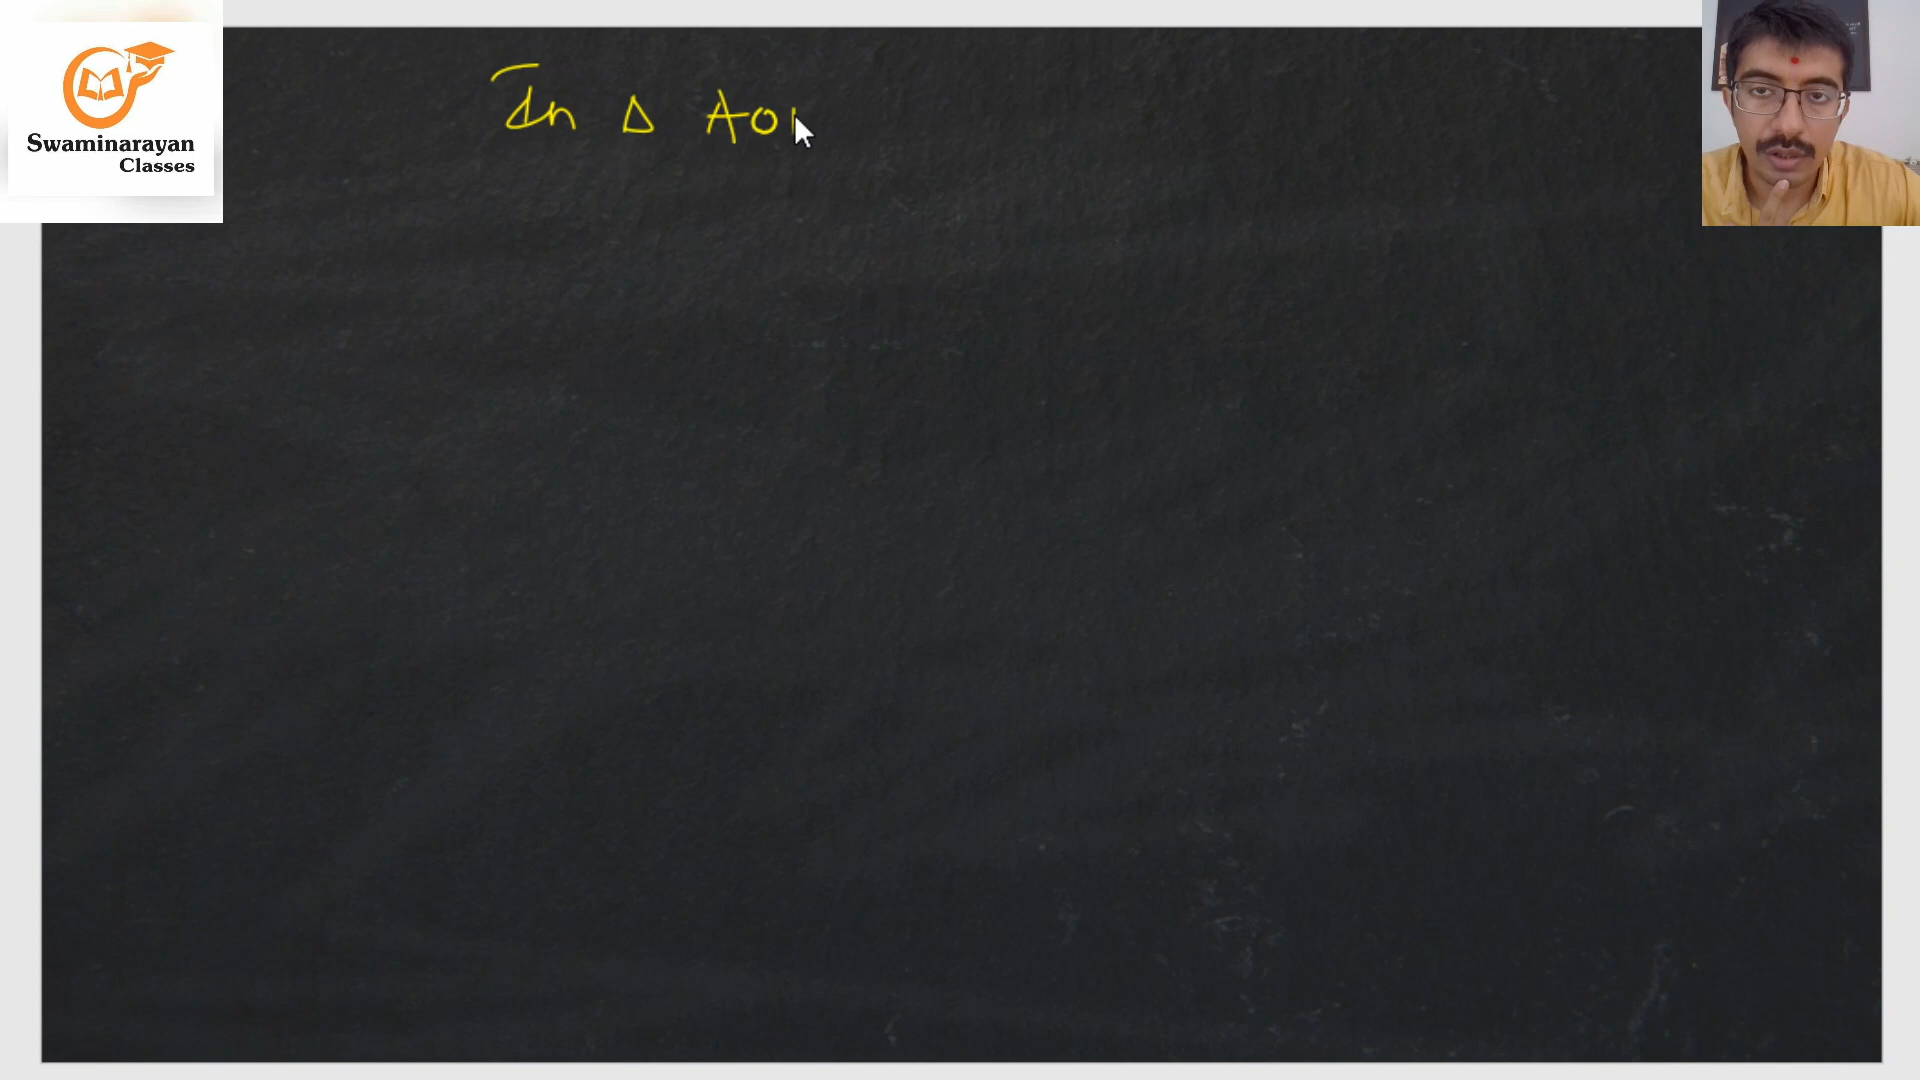 Swaminarayan
Classes
In Δ AO